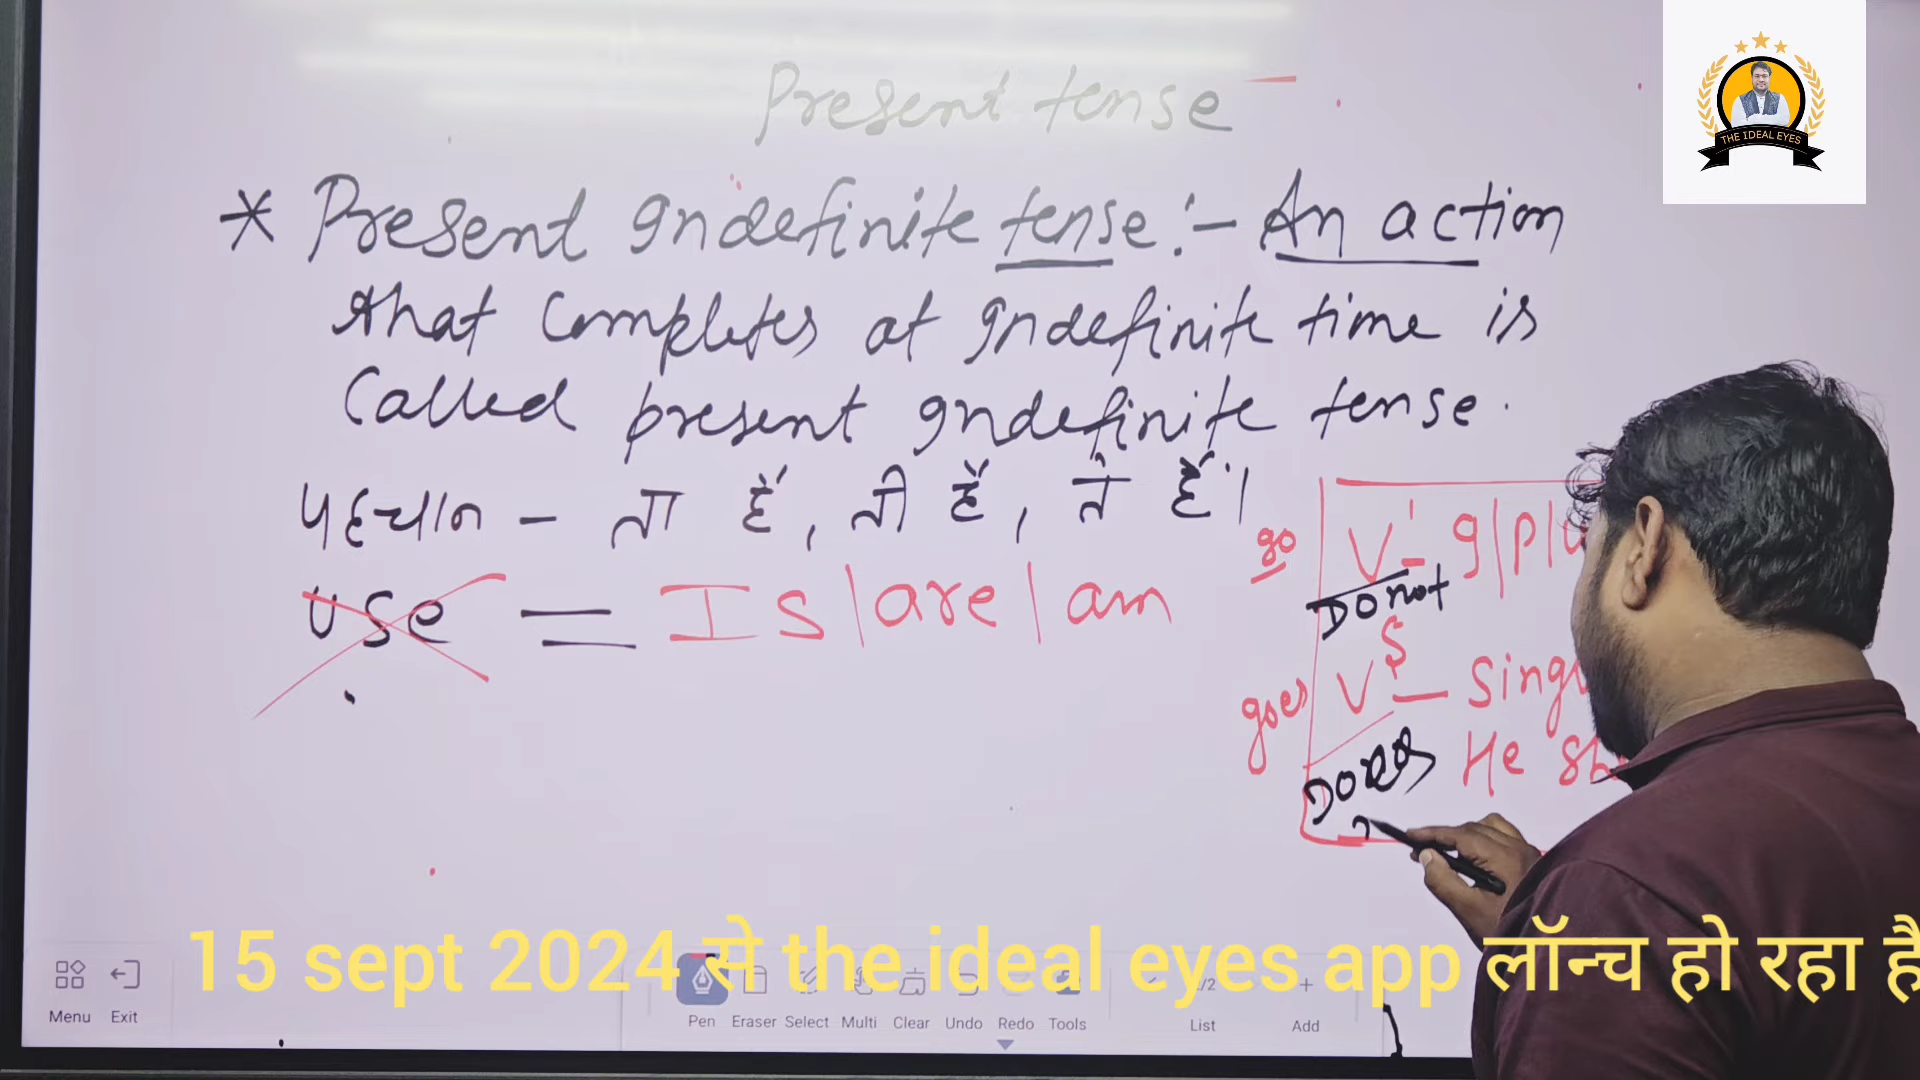 Present tense
* Present Indefinite tense :- An action
that completes at Indefinite time is
Called present Indefinite tense.
पहचान - ता हैं, ती हैं, ते हैं।
use = Is | are | am
go V¹ - I | P |
Do not
goes V^s - Sing
Does He
THE IDEAL EYES
15 sept 2024 से the ideal eyes app लॉन्च हो रहा है
Menu Exit Pen Eraser Select Multi Clear Undo Redo Tools List Add